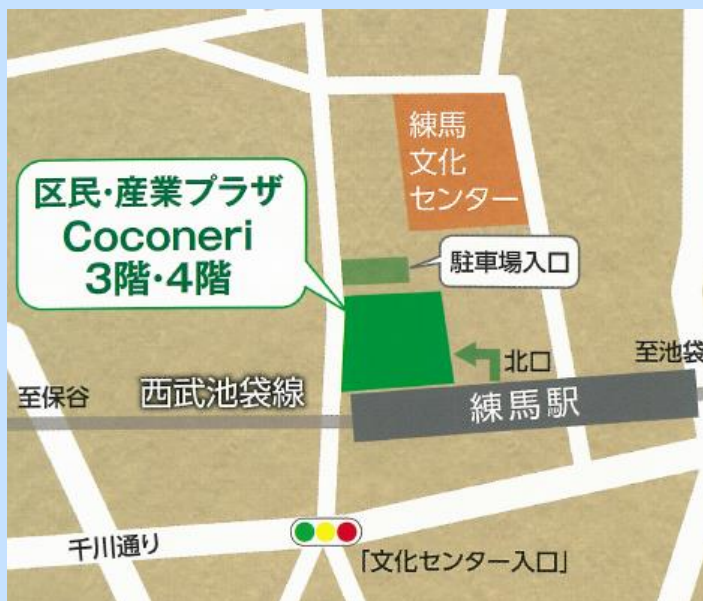 練馬
文化
センター
区民・産業プラザ
Coconeri
3階・4階
駐車場入口
北口
至池袋
至保谷
西武池袋線
練馬駅
千川通り
「文化センター入口」